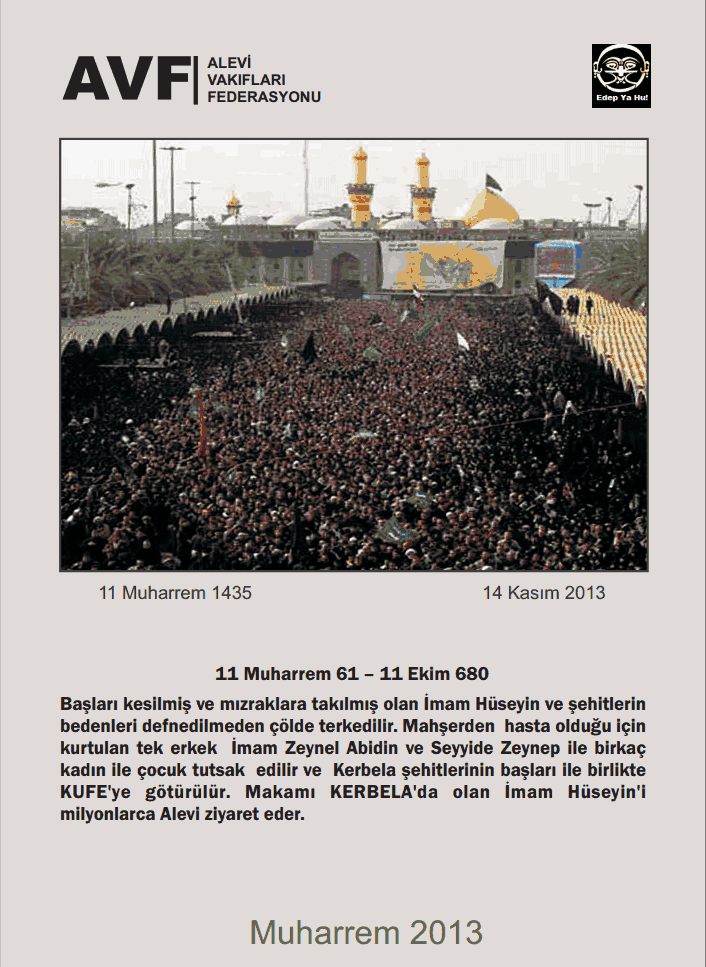 AVF
ALEVİ
VAKIFLARI
FEDERASYONU
Edep Ya Hu!
11 Muharrem 1435
14 Kasım 2013
11 Muharrem 61 – 11 Ekim 680
Başları kesilmiş ve mızraklara takılmış olan İmam Hüseyin ve şehitlerin
bedenleri defnedilmeden çölde terkedilir. Mahşerden hasta olduğu için
kurtulan tek erkek İmam Zeynel Abidin ve Seyyide Zeynep ile birkaç
kadın ile çocuk tutsak edilir ve Kerbela şehitlerinin başları ile birlikte
KUFE'ye götürülür. Makamı KERBELA'da olan İmam Hüseyin'i
milyonlarca Alevi ziyaret eder.
Muharrem 2013